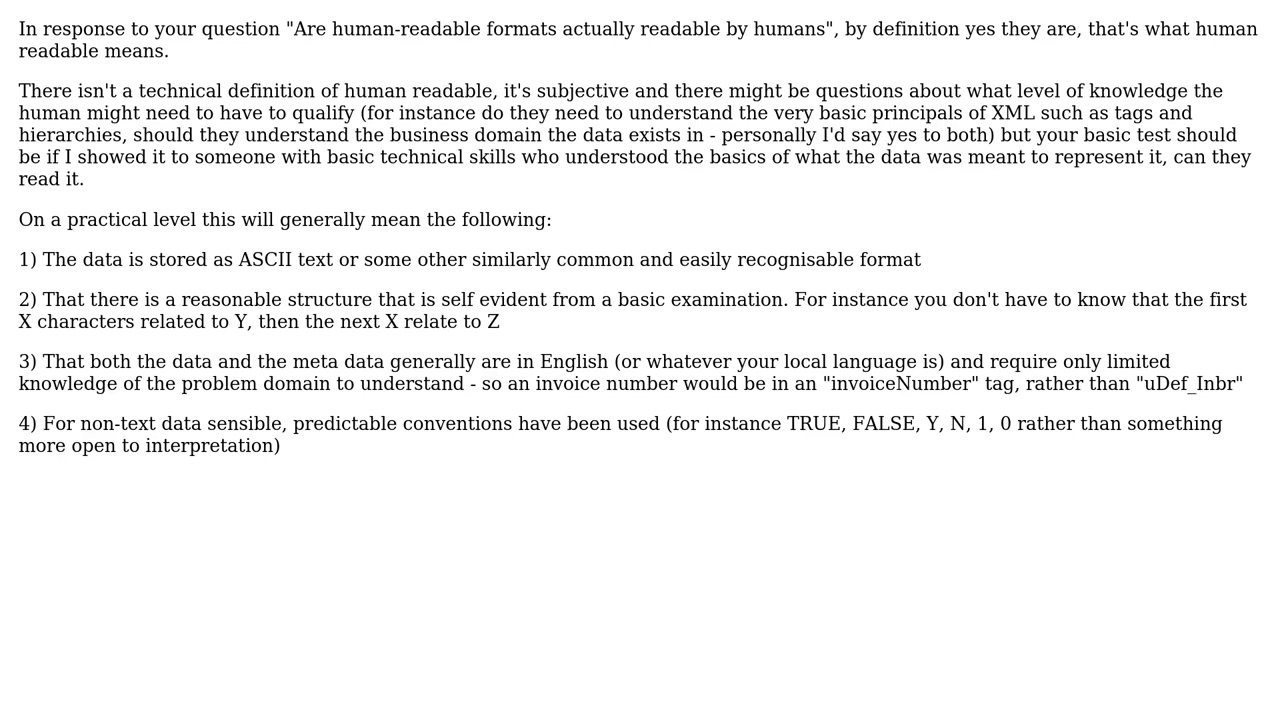 In response to your question "Are human-readable formats actually readable by humans", by definition yes they are, that's what human
readable means.
There isn't a technical definition of human readable, it's subjective and there might be questions about what level of knowledge the
human might need to have to qualify (for instance do they need to understand the very basic principals of XML such as tags and
hierarchies, should they understand the business domain the data exists in - personally I'd say yes to both) but your basic test should
be if I showed it to someone with basic technical skills who understood the basics of what the data was meant to represent it, can they
read it.
On a practical level this will generally mean the following:
1) The data is stored as ASCII text or some other similarly common and easily recognisable format
2) That there is a reasonable structure that is self evident from a basic examination. For instance you don't have to know that the first
X characters related to Y, then the next X relate to Z
3) That both the data and the meta data generally are in English (or whatever your local language is) and require only limited
knowledge of the problem domain to understand - so an invoice number would be in an "invoiceNumber" tag, rather than "uDef_Inbr"
4) For non-text data sensible, predictable conventions have been used (for instance TRUE, FALSE, Y, N, 1, 0 rather than something
more open to interpretation)